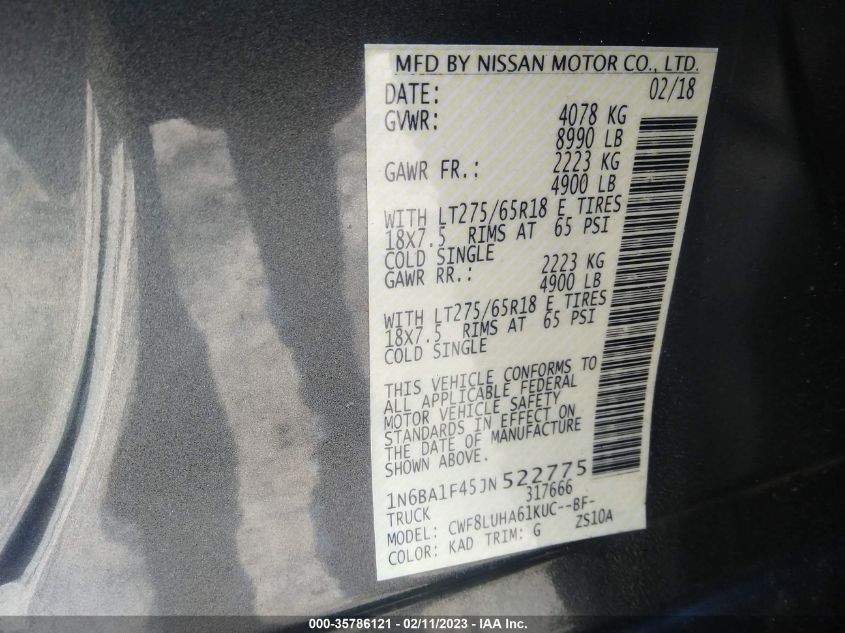 MFD BY NISSAN MOTOR CO., LTD.
DATE: 02/18
GVWR: 4078 KG
8990 LB
GAWR FR.: 2223 KG
4900 LB
WITH LT275/65R18 E TIRES
18X7.5 RIMS AT 65 PSI
COLD SINGLE
GAWR RR.: 2223 KG
4900 LB
WITH LT275/65R18 E TIRES
18X7.5 RIMS AT 65 PSI
COLD SINGLE
THIS VEHICLE CONFORMS TO
ALL APPLICABLE FEDERAL
MOTOR VEHICLE SAFETY
STANDARDS IN EFFECT ON
THE DATE OF MANUFACTURE
SHOWN ABOVE.
1N6BA1F45JN522775
TRUCK 317666
MODEL: CWF8LUHA61KUC--BF-
ZS10A
COLOR: KAD TRIM: G
000-35786121 - 02/11/2023 - IAA Inc.